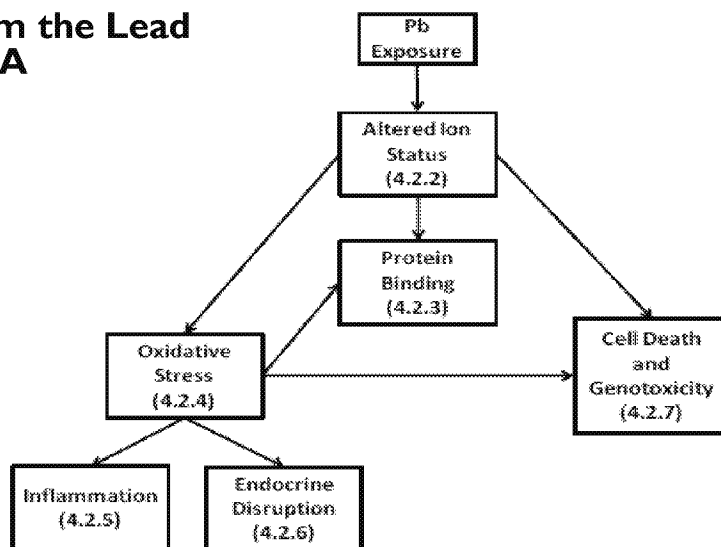 m the Lead
A
Pb
Exposure
Altered Ion
Status
(4.2.2)
Protein
Binding
(4.2.3)
Oxidative
Stress
(4.2.4)
Cell Death
and
Genotoxicity
(4.2.7)
Inflammation
(4.2.5)
Endocrine
Disruption
(4.2.6)